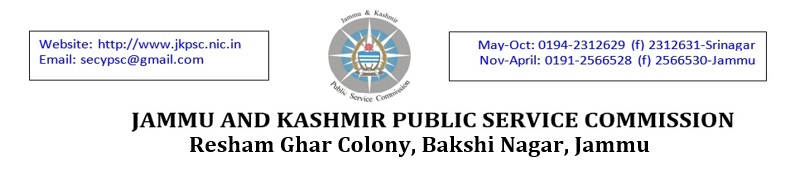 Website: http://www.jkpsc.nic.in
Email: secypsc@gmail.com
Jammu & Kashmir
Public Service Commission
May-Oct: 0194-2312629 (f) 2312631-Srinagar
Nov-April: 0191-2566528 (f) 2566530-Jammu
JAMMU AND KASHMIR PUBLIC SERVICE COMMISSION
Resham Ghar Colony, Bakshi Nagar, Jammu